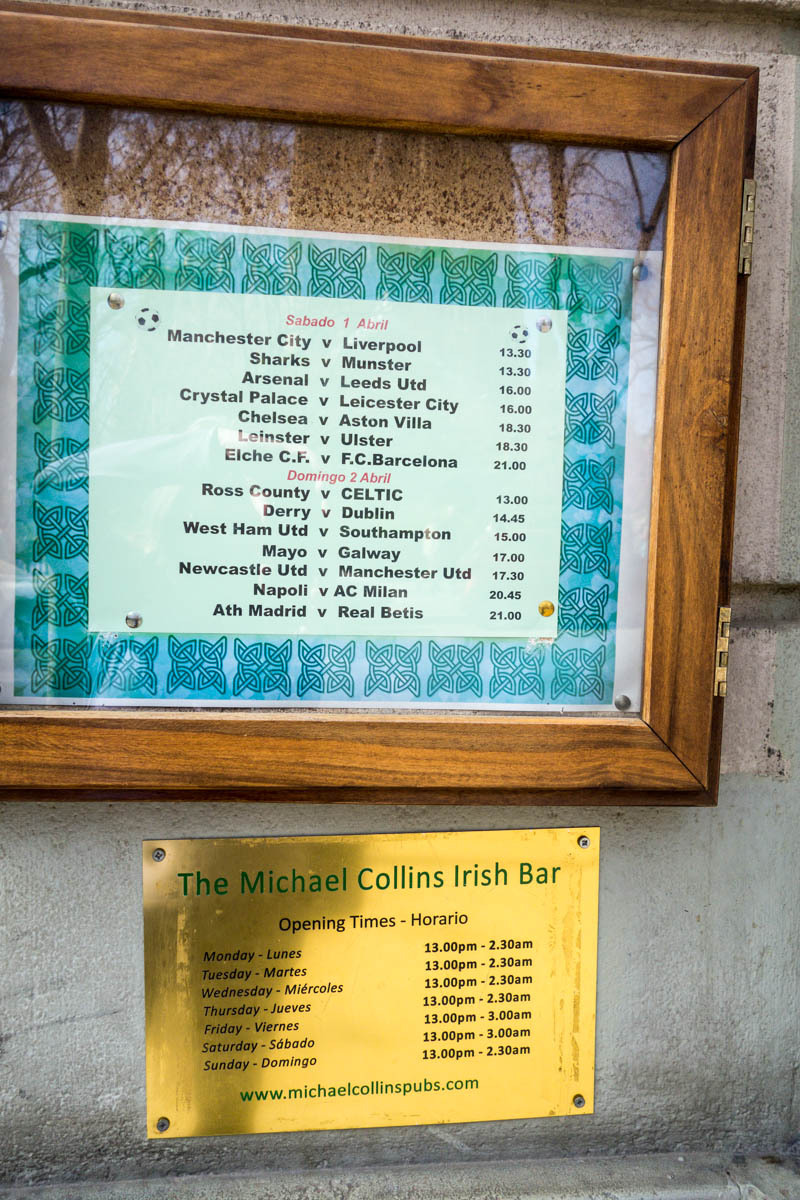 Sabado 1 Abril
Manchester City v Liverpool 13.30
Sharks v Munster 13.30
Arsenal v Leeds Utd 16.00
Crystal Palace v Leicester City 16.00
Chelsea v Aston Villa 18.30
Leinster v Ulster 18.30
Elche C.F. v F.C.Barcelona 21.00
Domingo 2 Abril
Ross County v CELTIC 13.00
Derry v Dublin 14.45
West Ham Utd v Southampton 15.00
Mayo v Galway 17.00
Newcastle Utd v Manchester Utd 17.30
Napoli v AC Milan 20.45
Ath Madrid v Real Betis 21.00
The Michael Collins Irish Bar
Opening Times - Horario
Monday - Lunes 13.00pm - 2.30am
Tuesday - Martes 13.00pm - 2.30am
Wednesday - Miércoles 13.00pm - 2.30am
Thursday - Jueves 13.00pm - 2.30am
Friday - Viernes 13.00pm - 3.00am
Saturday - Sábado 13.00pm - 3.00am
Sunday - Domingo 13.00pm - 2.30am
www.michaelcollinspubs.com